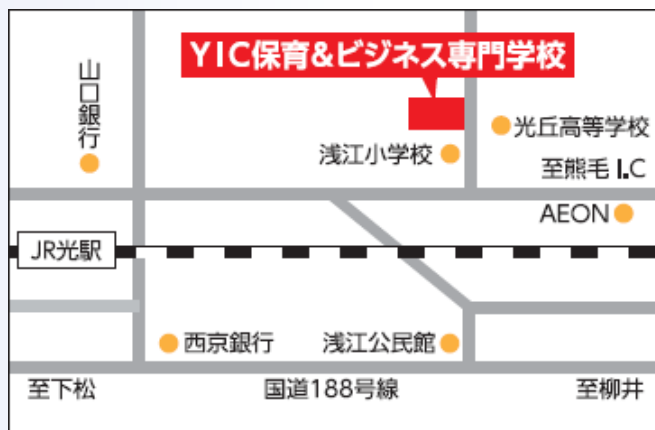 YIC保育&ビジネス専門学校
山口銀行
光丘高等学校
浅江小学校
至熊毛 I.C
AEON
JR光駅
西京銀行
浅江公民館
至下松
国道188号線
至柳井